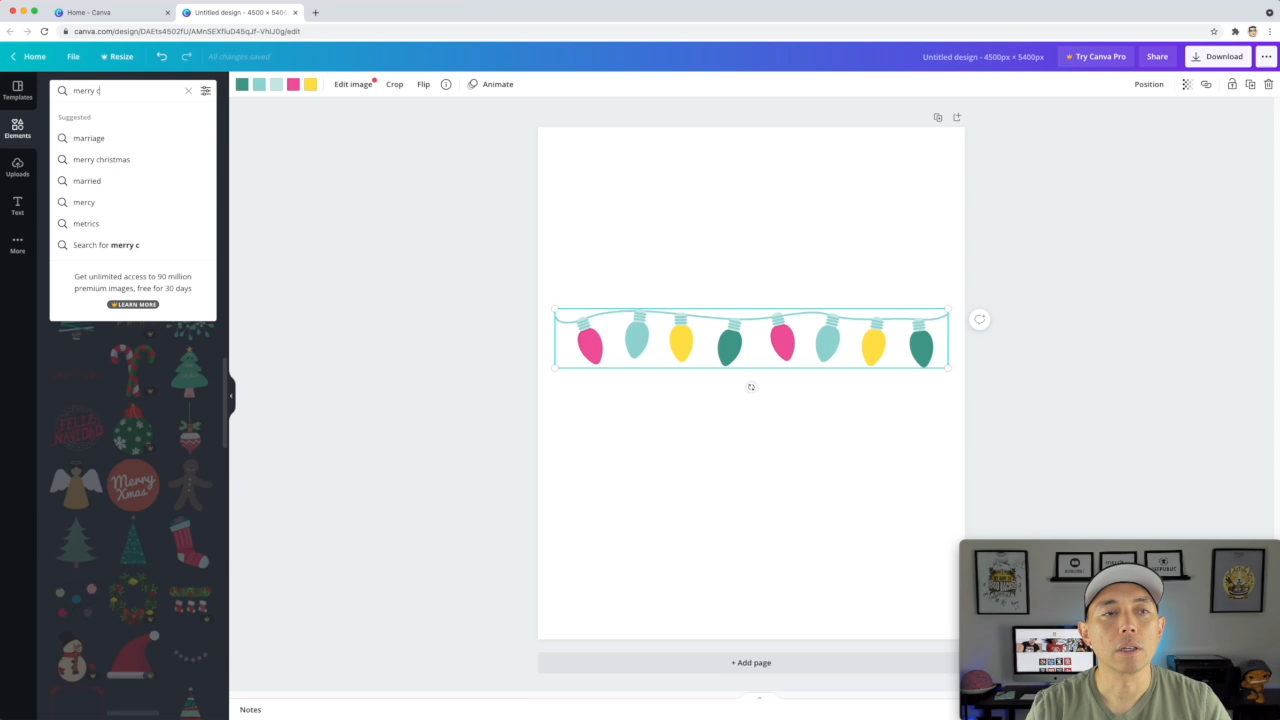 Home - Canva
Untitled design - 4500 × 5400
canva.com/design/DAEts4502fU/AMnSEXfluD45qJf-VhIJ0g/edit
Home
File
Resize
All changes saved
Untitled design - 4500px × 5400px
Try Canva Pro
Share
Download
Templates
Elements
Uploads
Text
More
merry c
Edit image
Crop
Flip
Animate
Position
Suggested
marriage
merry christmas
married
mercy
metrics
Search for merry c
Get unlimited access to 90 million
premium images, free for 30 days
LEARN MORE
FELIZ
NAVIDAD
Merry
Xmas
+ Add page
Notes